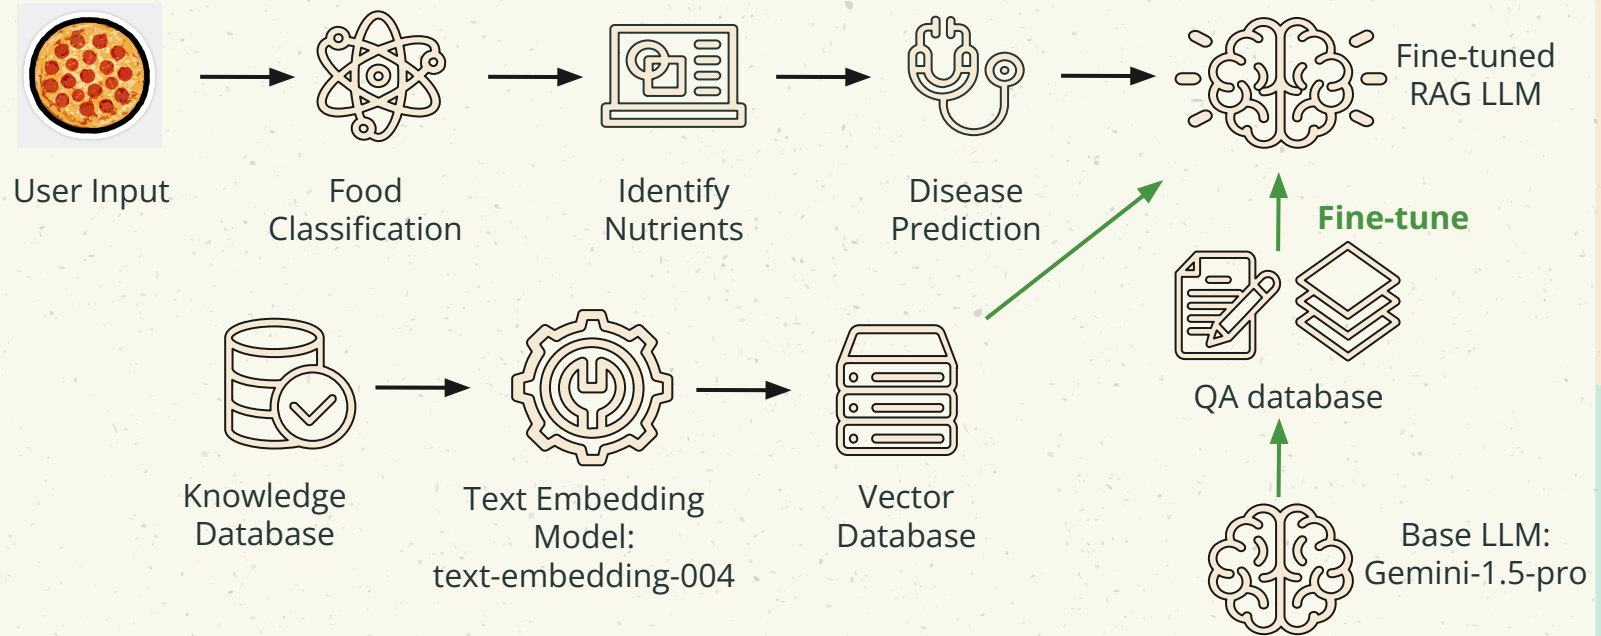 Fine-tuned
RAG LLM
User Input
Food
Classification
Identify
Nutrients
Disease
Prediction
Fine-tune
QA database
Knowledge
Database
Text Embedding
Model:
text-embedding-004
Vector
Database
Base LLM:
Gemini-1.5-pro